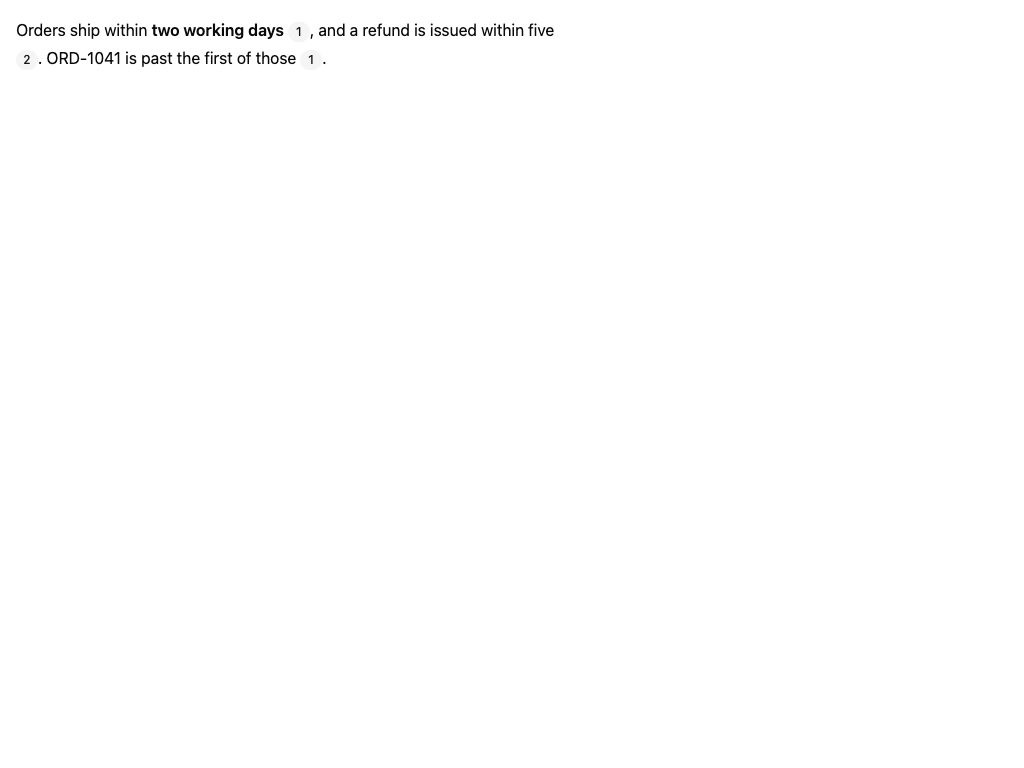 Orders ship within two working days 1 , and a refund is issued within five
2 . ORD-1041 is past the first of those 1 .